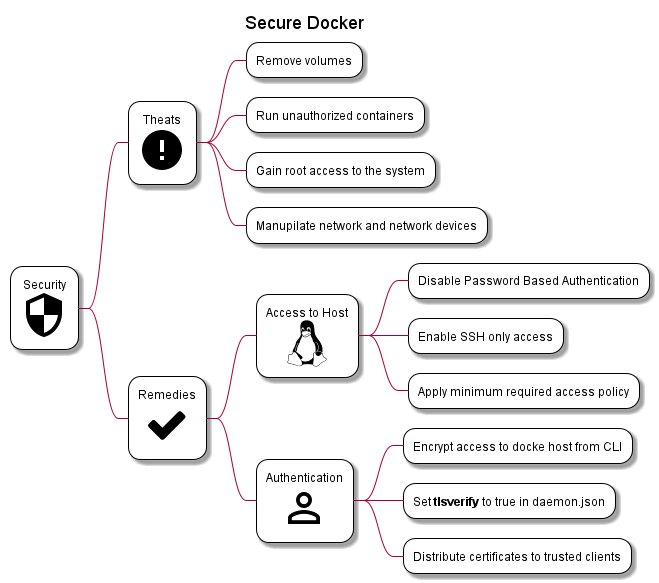 Secure Docker
Security
Theats
Remove volumes
Run unauthorized containers
Gain root access to the system
Manupilate network and network devices
Remedies
Access to Host
Disable Password Based Authentication
Enable SSH only access
Apply minimum required access policy
Authentication
Encrypt access to docke host from CLI
Set tlsverify to true in daemon.json
Distribute certificates to trusted clients